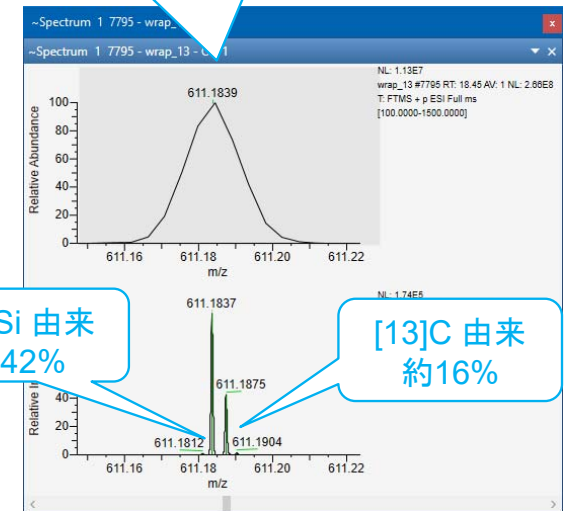 ~Spectrum 1 7795 - wrap_
x
~Spectrum 1 7795 - wrap_13 -
NL: 1.13E7
wrap_13 #7795 RT: 18.45 AV: 1 NL: 2.66E8
T: FTMS + p ESI Full ms
[100.0000-1500.0000]
611.1839
100
80
60
40
20
0
Relative Abundance
611.16 611.18 611.20 611.22
m/z
NL: 1.74E5
611.1837
Si 由来
42%
[13]C 由来
約16%
611.1875
40
20
0
Relative
611.1812 611.1904
611.16 611.18 611.20 611.22
m/z